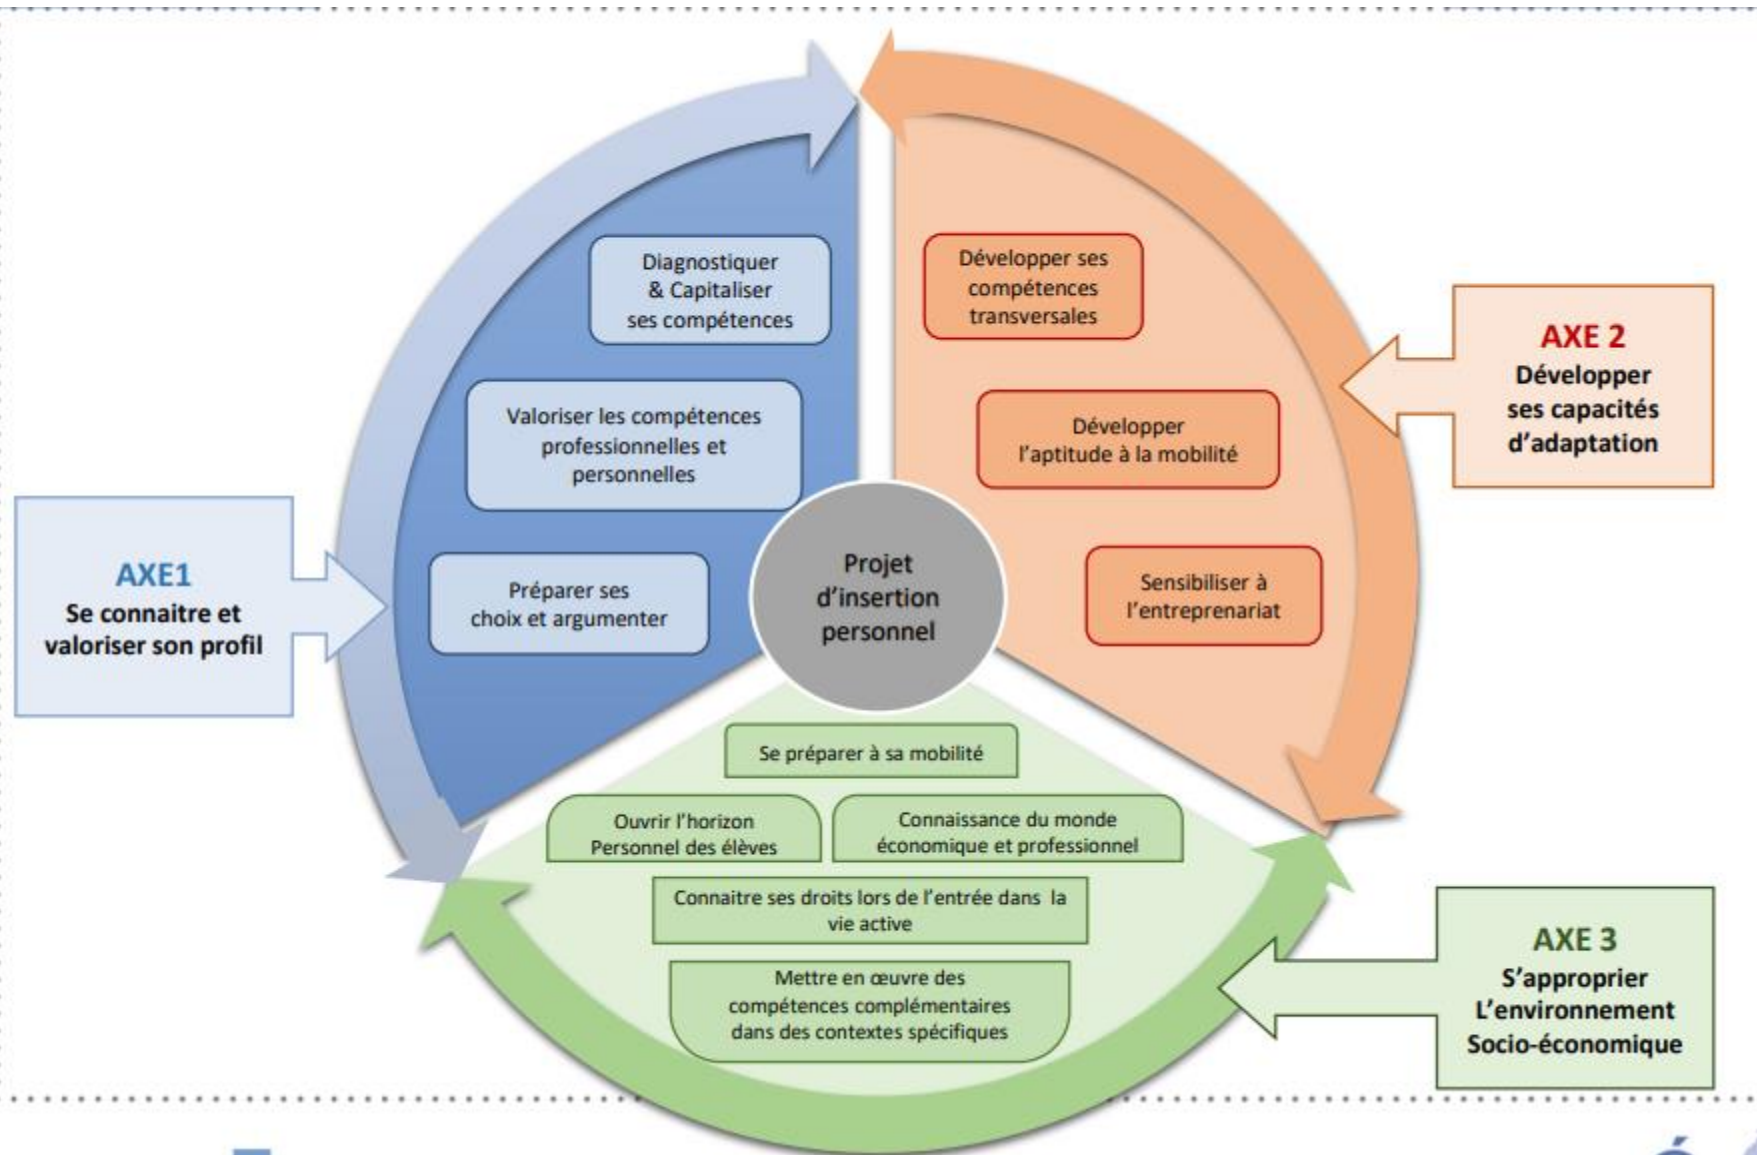 Diagnostiquer
& Capitaliser
ses compétences
Valoriser les compétences
professionnelles et
personnelles
Préparer ses
choix et argumenter
AXE1
Se connaitre et
valoriser son profil
Développer ses
compétences
transversales
Développer
l'aptitude à la mobilité
Sensibiliser à
l'entreprenariat
AXE 2
Développer
ses capacités
d'adaptation
Projet
d'insertion
personnel
Se préparer à sa mobilité
Ouvrir l'horizon
Personnel des élèves
Connaissance du monde
économique et professionnel
Connaitre ses droits lors de l'entrée dans la
vie active
Mettre en œuvre des
compétences complémentaires
dans des contextes spécifiques
AXE 3
S'approprier
L'environnement
Socio-économique